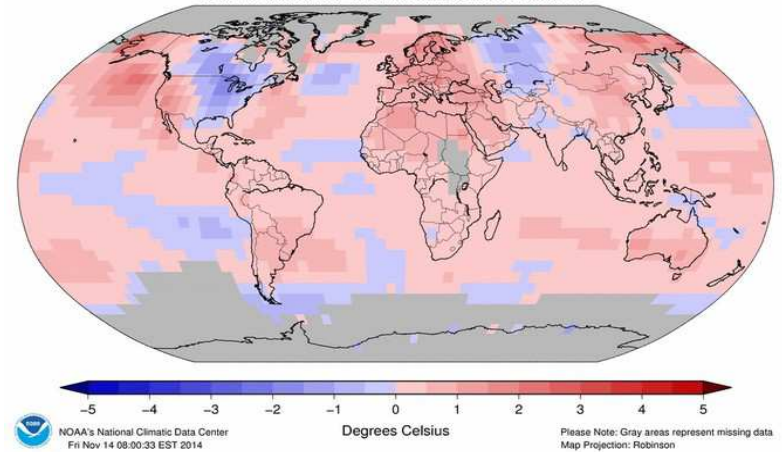 -5 -4 -3 -2 -1 0 1 2 3 4 5
Degrees Celsius
NOAA's National Climatic Data Center
Fri Nov 14 08:00:33 EST 2014
Please Note: Gray areas represent missing data
Map Projection: Robinson